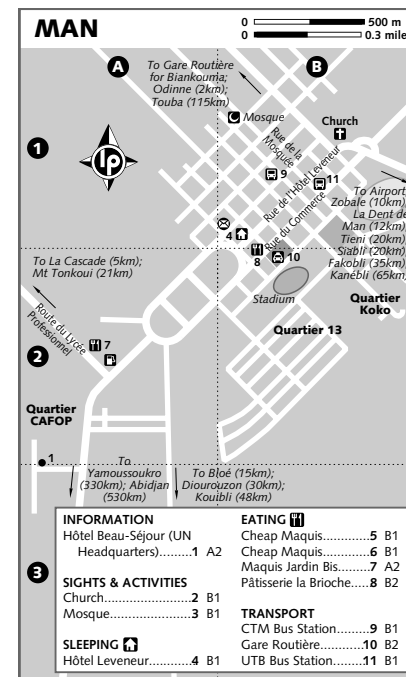 MAN
0 500 m
0 0.3 mile
A
B
To Gare Routière
for Biankouma;
Odinne (2km);
Touba (115km)
Mosque
Church
Rue de la
Mosquée
1
lp
9
11
Rue de l'Hôtel Leveneur
Rue du Commerce
To Airport;
Zobale (10km);
La Dent de
Man (12km);
Tieni (20km);
Siabli (20km);
Fakobli (35km);
Kanébli (65km)
4
8
10
To La Cascade (5km);
Mt Tonkoui (21km)
Stadium
Quartier
Koko
Quartier 13
Route du Lycée
Professionnel
7
2
Quartier
CAFOP
1
To
Yamoussoukro
(330km); Abidjan
(530km)
To Bloé (15km);
Diourouzon (30km);
Kouibli (48km)
3
INFORMATION
Hôtel Beau-Séjour (UN
Headquarters).........1 A2
SIGHTS & ACTIVITIES
Church.......................2 B1
Mosque.....................3 B1
SLEEPING
Hôtel Leveneur..........4 B1
EATING
Cheap Maquis............5 B1
Cheap Maquis............6 B1
Maquis Jardin Bis.......7 A2
Pâtisserie la Brioche....8 B2
TRANSPORT
CTM Bus Station.........9 B1
Gare Routière............10 B2
UTB Bus Station........11 B1